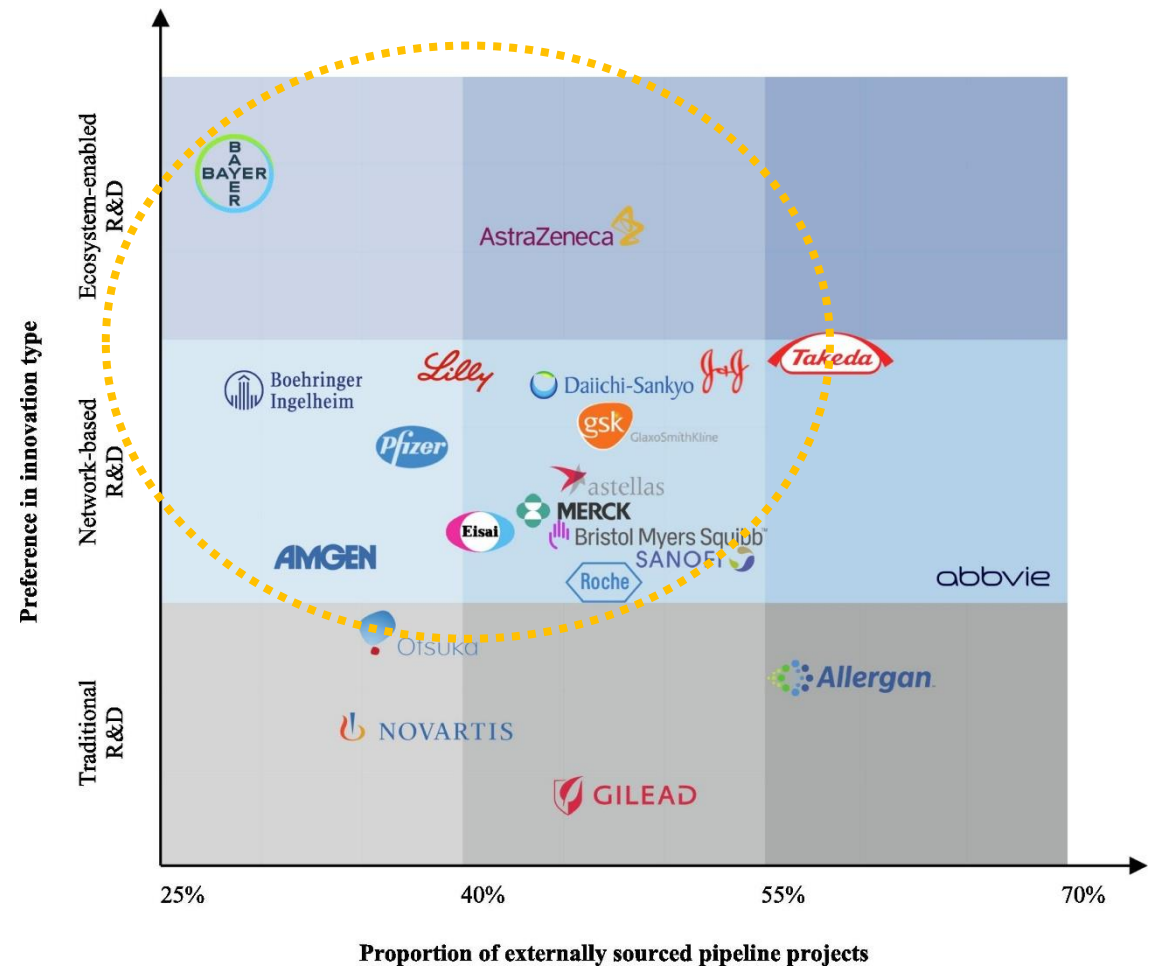 Preference in innovation type
Ecosystem-enabled
R&D
Network-based
R&D
Traditional
R&D
B
A
BAYER
E
R
AstraZeneca
Boehringer
Ingelheim
Lilly
Daiichi-Sankyo
J&J
Takeda
gsk
GlaxoSmithKline
Pfizer
astellas
MERCK
Eisai
Bristol Myers Squibb™
SANOFI
AMGEN
Roche
abbvie
Otsuka
Allergan
NOVARTIS
GILEAD
25%
40%
55%
70%
Proportion of externally sourced pipeline projects